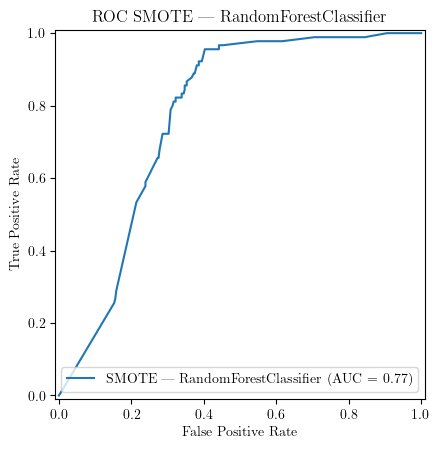 ROC SMOTE — RandomForestClassifier
1.0
0.8
0.6
0.4
0.2
0.0
True Positive Rate
SMOTE — RandomForestClassifier (AUC = 0.77)
0.0 0.2 0.4 0.6 0.8 1.0
False Positive Rate